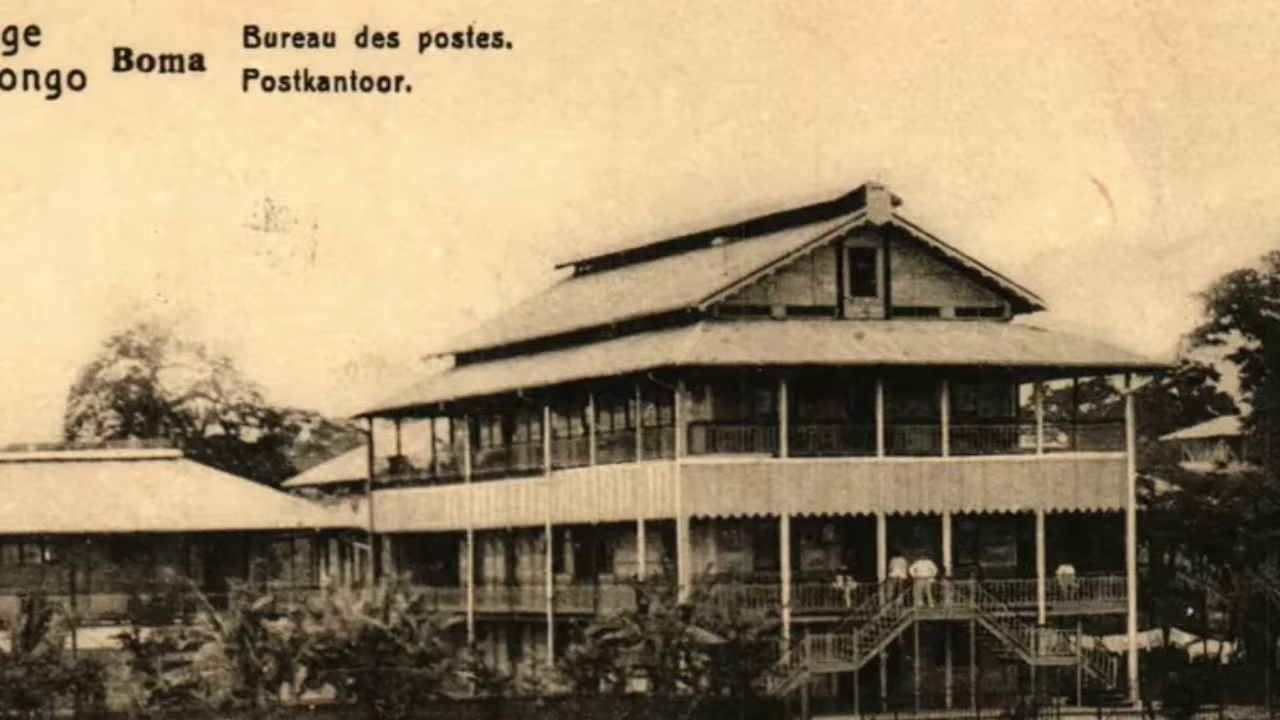 ge
ongo
Boma
Bureau des postes.
Postkantoor.